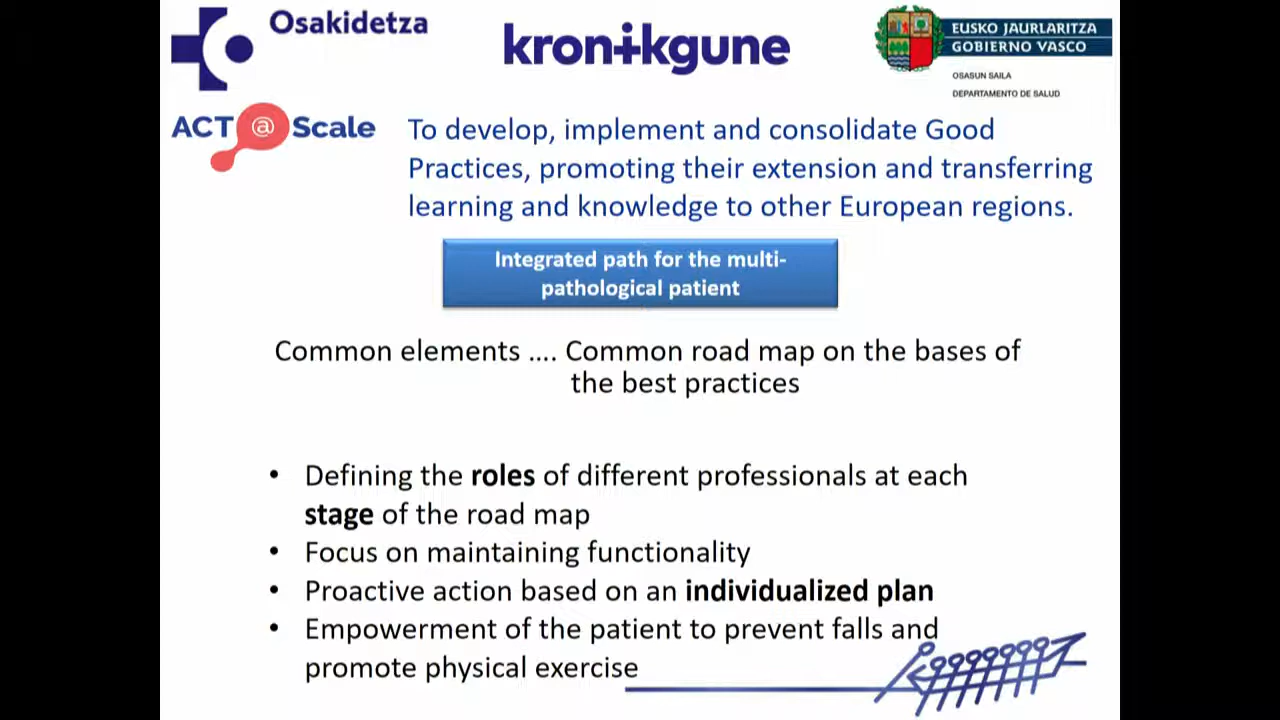 Osakidetza
kronikgune
EUSKO JAURLARITZA
GOBIERNO VASCO
OSASUN SAILA
DEPARTAMENTO DE SALUD
ACT @ Scale
To develop, implement and consolidate Good
Practices, promoting their extension and transferring
learning and knowledge to other European regions.
Integrated path for the multi-
pathological patient
Common elements .... Common road map on the bases of
the best practices
• Defining the roles of different professionals at each
stage of the road map
• Focus on maintaining functionality
• Proactive action based on an individualized plan
• Empowerment of the patient to prevent falls and
promote physical exercise